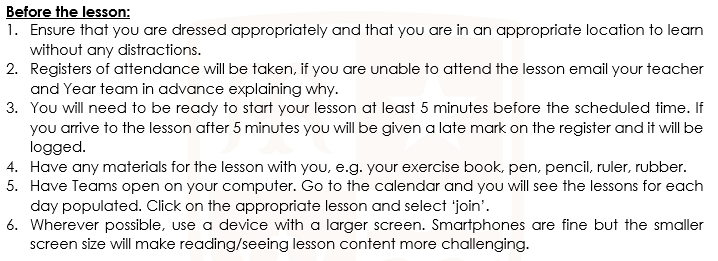 Before the lesson:
1. Ensure that you are dressed appropriately and that you are in an appropriate location to learn
without any distractions.
2. Registers of attendance will be taken, if you are unable to attend the lesson email your teacher
and Year team in advance explaining why.
3. You will need to be ready to start your lesson at least 5 minutes before the scheduled time. If
you arrive to the lesson after 5 minutes you will be given a late mark on the register and it will be
logged.
4. Have any materials for the lesson with you, e.g. your exercise book, pen, pencil, ruler, rubber.
5. Have Teams open on your computer. Go to the calendar and you will see the lessons for each
day populated. Click on the appropriate lesson and select ‘join’.
6. Wherever possible, use a device with a larger screen. Smartphones are fine but the smaller
screen size will make reading/seeing lesson content more challenging.